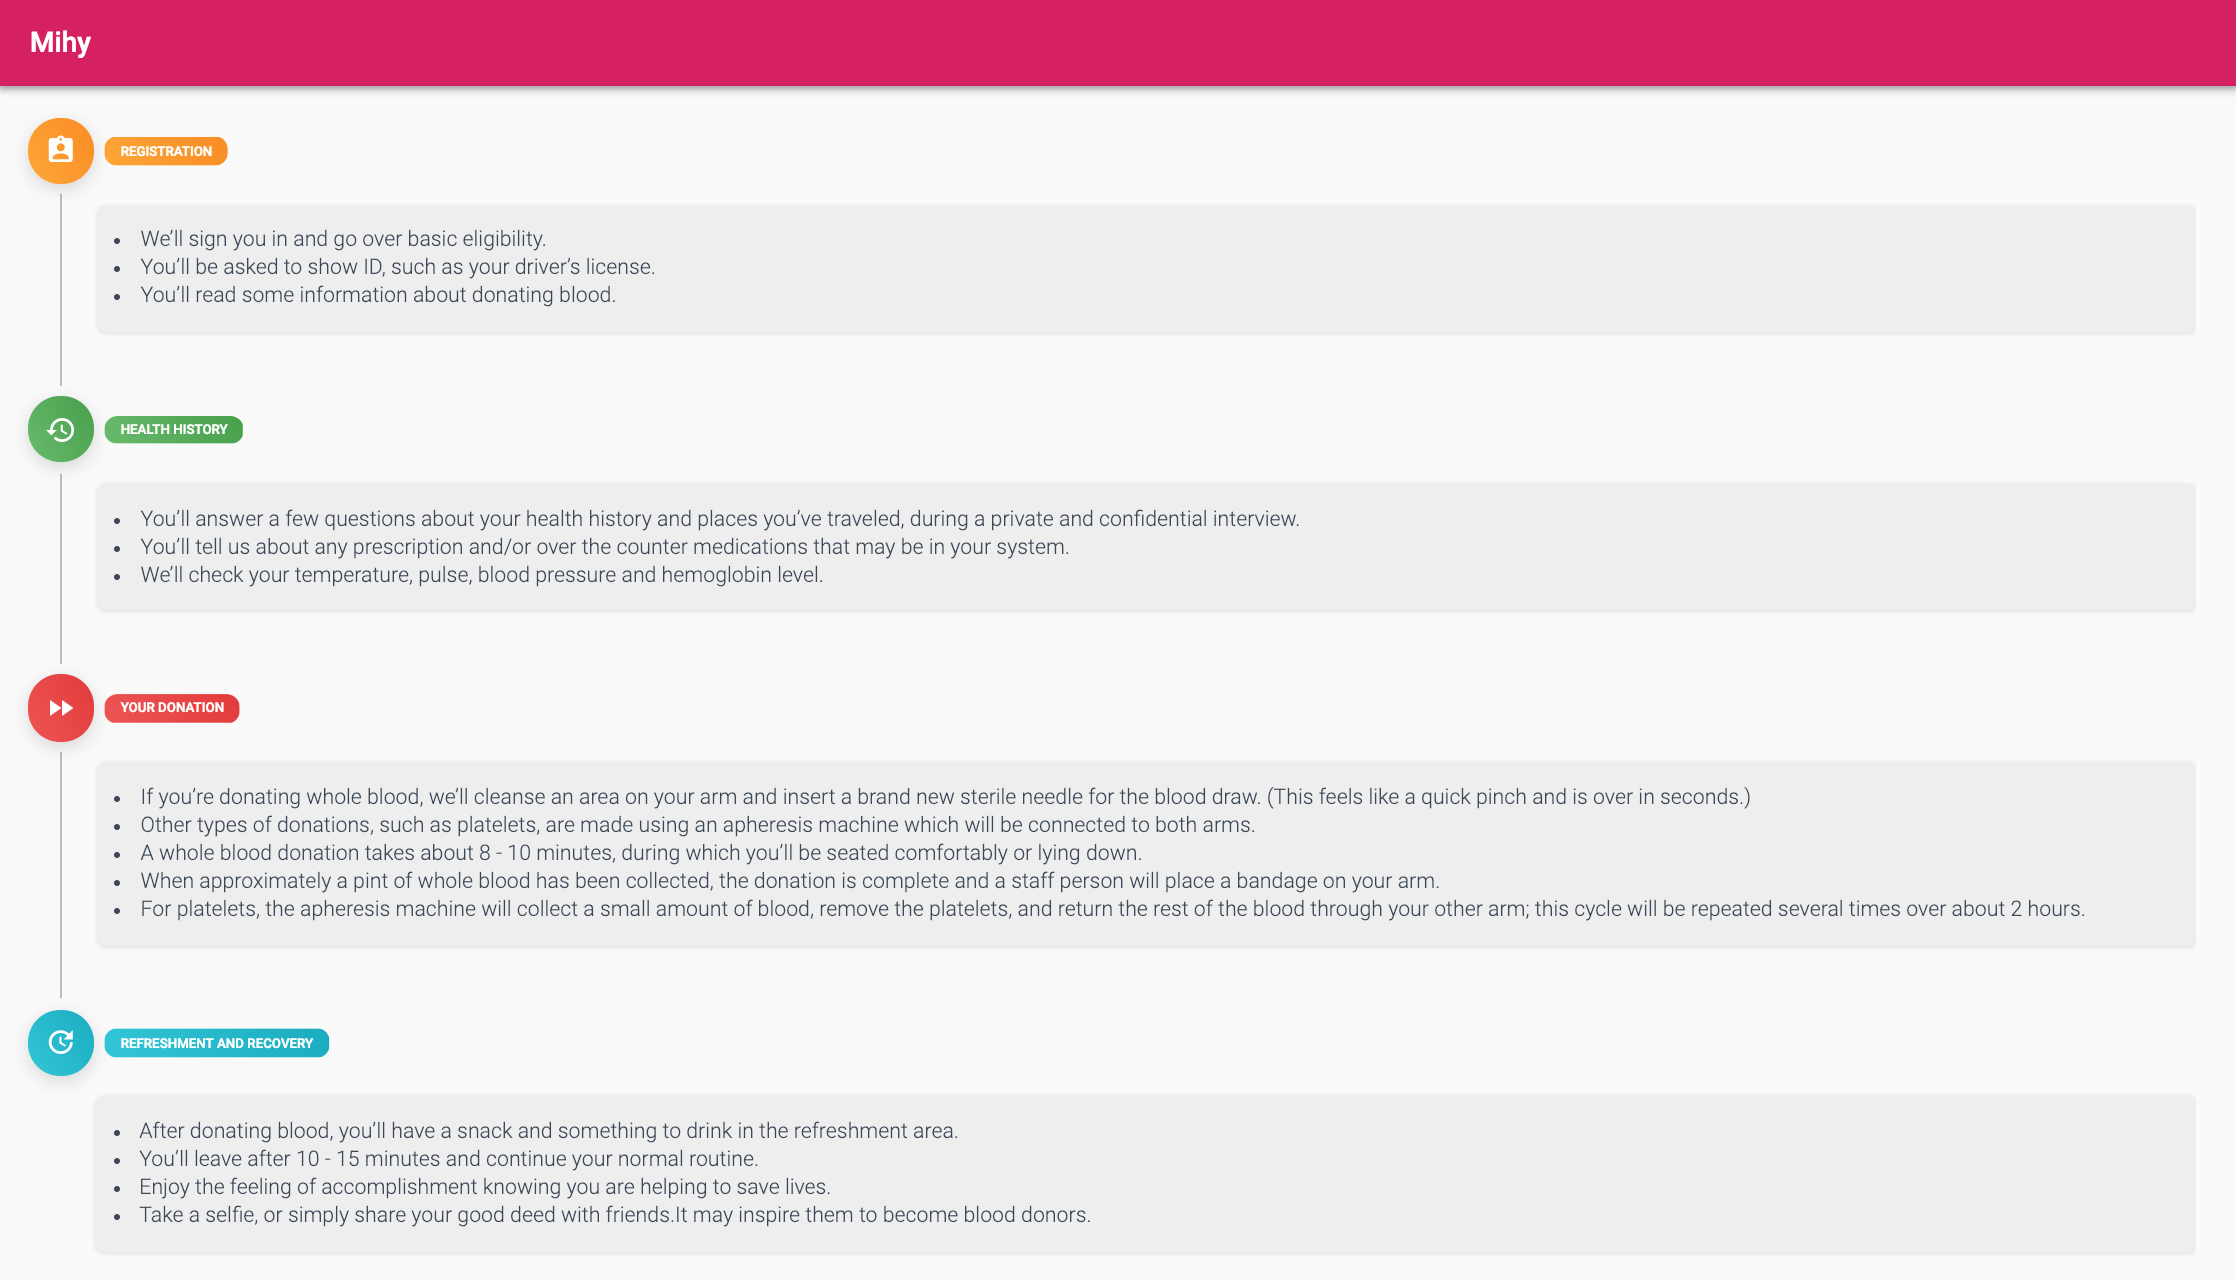 Mihy
REGISTRATION
• We’ll sign you in and go over basic eligibility.
• You’ll be asked to show ID, such as your driver’s license.
• You’ll read some information about donating blood.
HEALTH HISTORY
• You’ll answer a few questions about your health history and places you’ve traveled, during a private and confidential interview.
• You’ll tell us about any prescription and/or over the counter medications that may be in your system.
• We’ll check your temperature, pulse, blood pressure and hemoglobin level.
YOUR DONATION
• If you’re donating whole blood, we’ll cleanse an area on your arm and insert a brand new sterile needle for the blood draw. (This feels like a quick pinch and is over in seconds.)
• Other types of donations, such as platelets, are made using an apheresis machine which will be connected to both arms.
• A whole blood donation takes about 8 - 10 minutes, during which you’ll be seated comfortably or lying down.
• When approximately a pint of whole blood has been collected, the donation is complete and a staff person will place a bandage on your arm.
• For platelets, the apheresis machine will collect a small amount of blood, remove the platelets, and return the rest of the blood through your other arm; this cycle will be repeated several times over about 2 hours.
REFRESHMENT AND RECOVERY
• After donating blood, you’ll have a snack and something to drink in the refreshment area.
• You’ll leave after 10 - 15 minutes and continue your normal routine.
• Enjoy the feeling of accomplishment knowing you are helping to save lives.
• Take a selfie, or simply share your good deed with friends.It may inspire them to become blood donors.